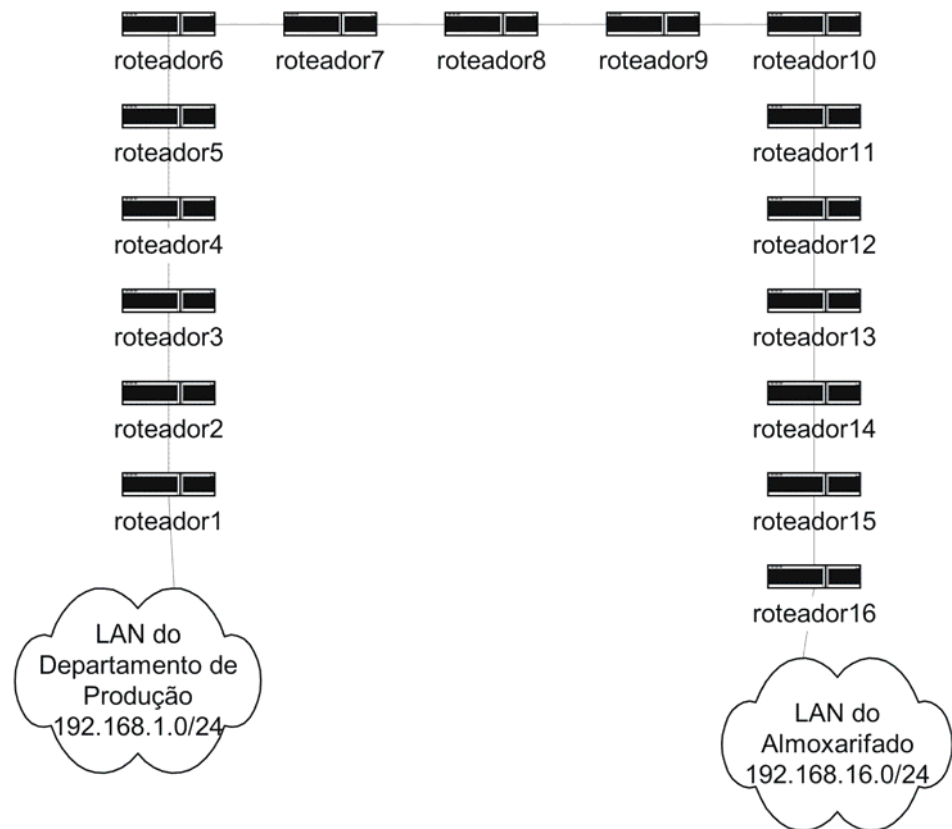 roteador6
roteador7
roteador8
roteador9
roteador10
roteador5
roteador11
roteador4
roteador12
roteador3
roteador13
roteador2
roteador14
roteador1
roteador15
roteador16
LAN do
Departamento de
Produção
192.168.1.0/24
LAN do
Almoxarifado
192.168.16.0/24